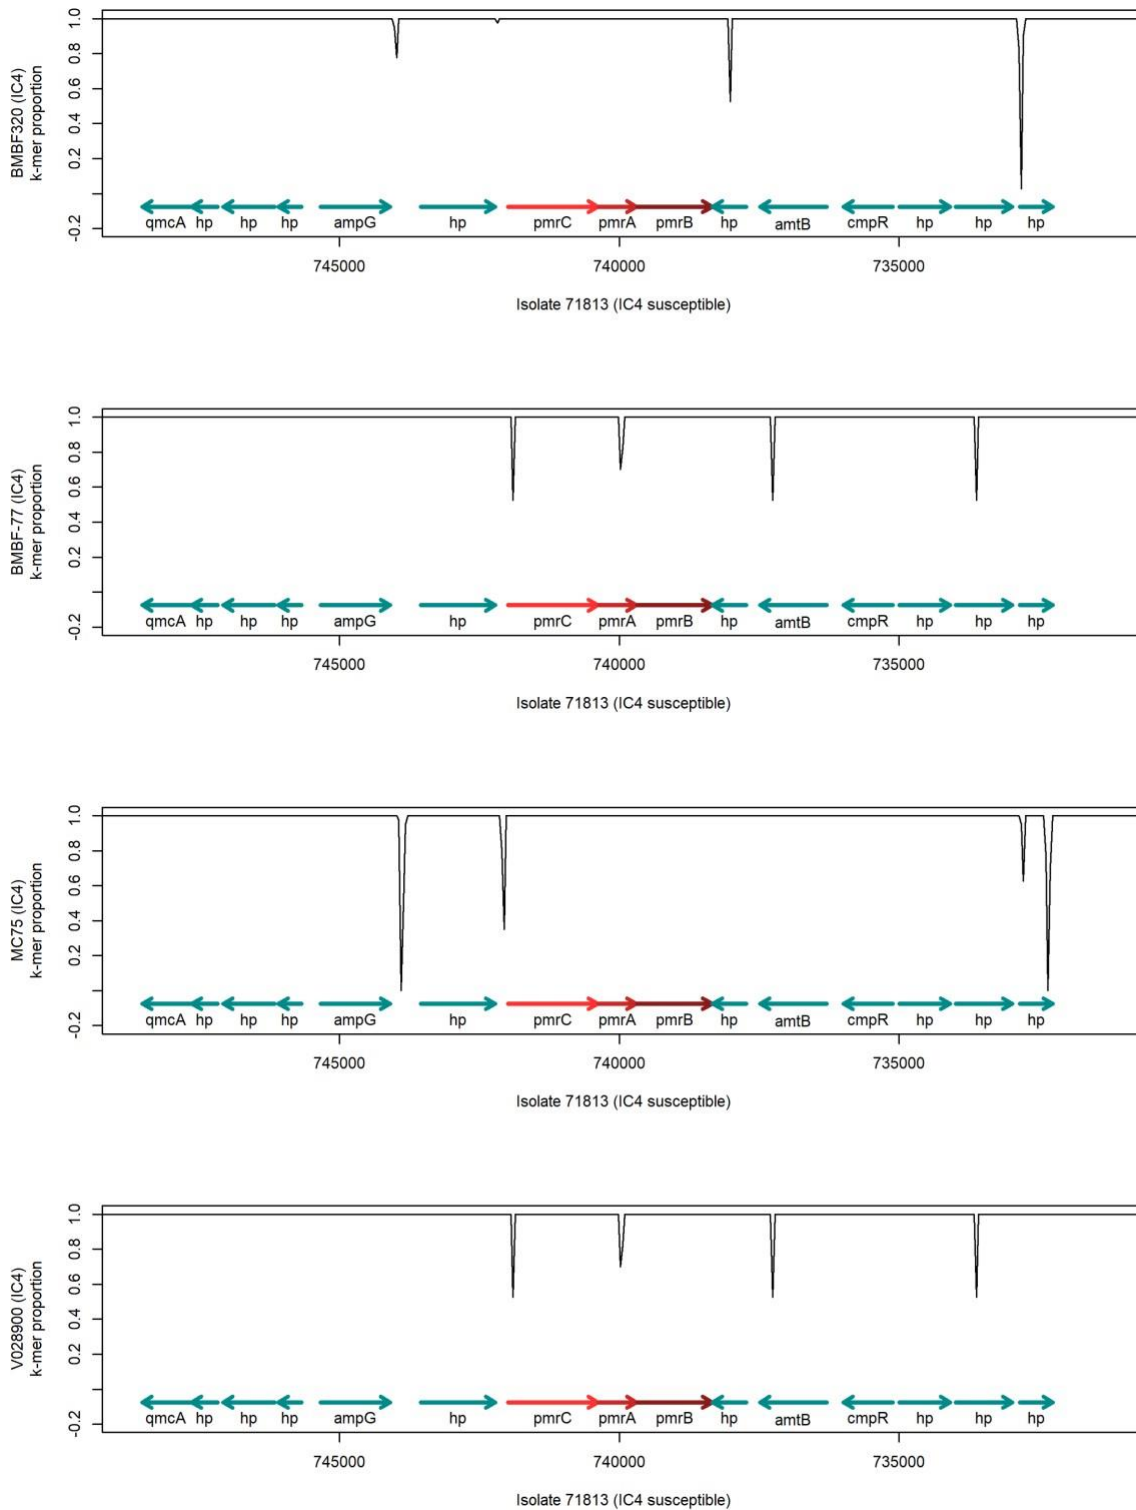 BMBF320 (IC4)
k-mer proportion
1.0
0.8
0.6
0.4
0.2
-0.2
qmcA hp hp hp ampG hp pmrC pmrA pmrB hp amtB cmpR hp hp hp
745000 740000 735000
Isolate 71813 (IC4 susceptible)
BMBF-77 (IC4)
k-mer proportion
1.0
0.8
0.6
0.4
0.2
-0.2
qmcA hp hp hp ampG hp pmrC pmrA pmrB hp amtB cmpR hp hp hp
745000 740000 735000
Isolate 71813 (IC4 susceptible)
MC75 (IC4)
k-mer proportion
1.0
0.8
0.6
0.4
0.2
-0.2
qmcA hp hp hp ampG hp pmrC pmrA pmrB hp amtB cmpR hp hp hp
745000 740000 735000
Isolate 71813 (IC4 susceptible)
V028900 (IC4)
k-mer proportion
1.0
0.8
0.6
0.4
0.2
-0.2
qmcA hp hp hp ampG hp pmrC pmrA pmrB hp amtB cmpR hp hp hp
745000 740000 735000
Isolate 71813 (IC4 susceptible)